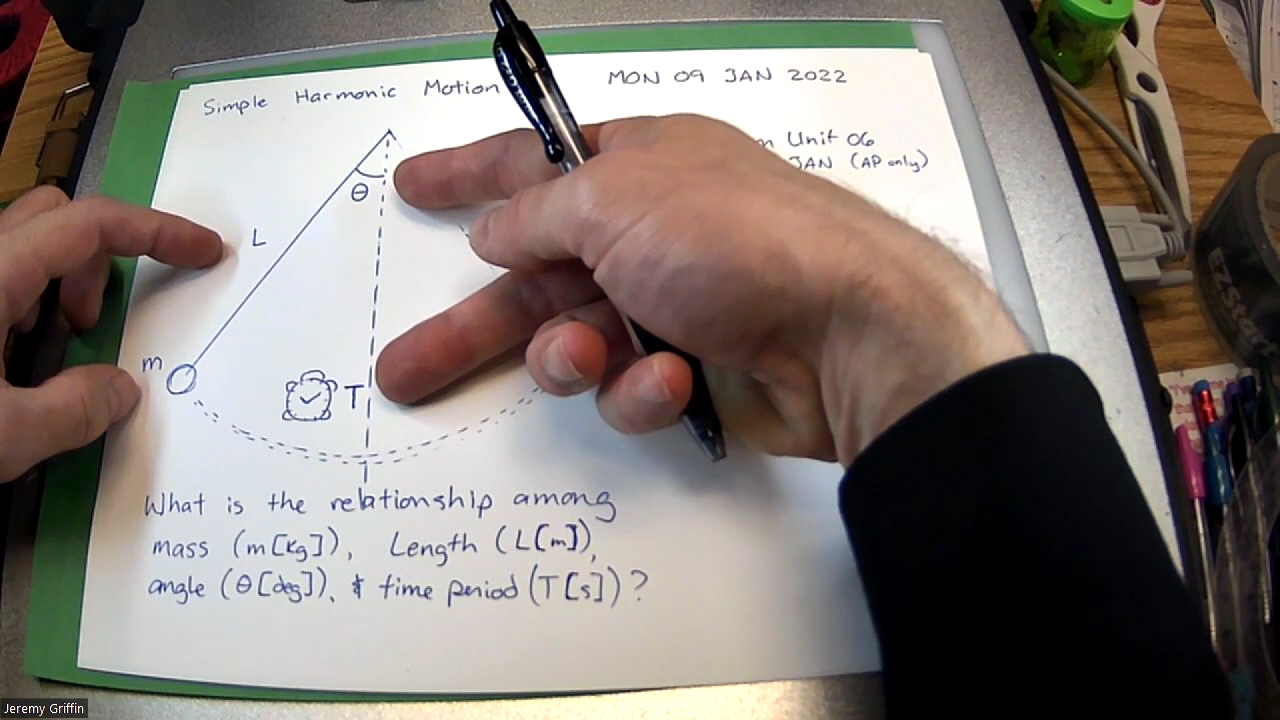 Simple Harmonic Motion MON 09 JAN 2022
Unit 06
JAN (AP only)
θ
L
m
T
What is the relationship among
mass (m[kg]), Length (L[m]),
angle (θ[deg]), & time period (T[s])?
EZSta
Jeremy Griffin